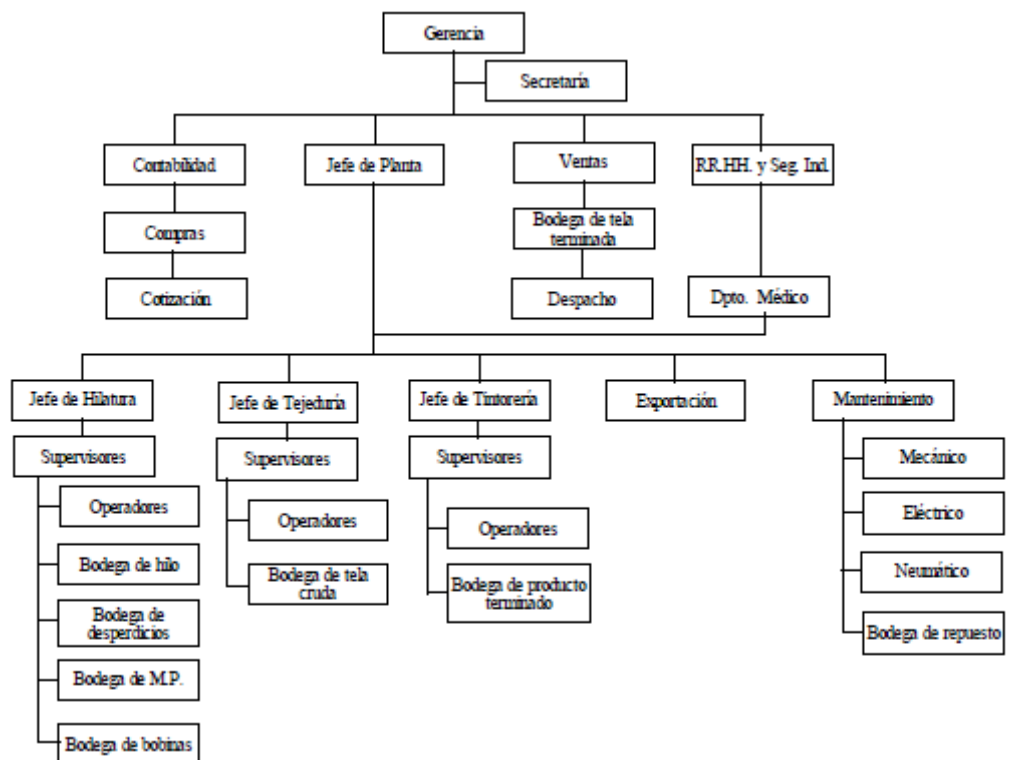 Gerencia
Secretaría
Contabilidad
Jefe de Planta
Ventas
RR.HH. y Seg. Ind.
Compras
Bodega de tela
terminada
Cotización
Despacho
Dpto. Médico
Jefe de Hilatura
Jefe de Tejeduría
Jefe de Tintorería
Exportación
Mantenimiento
Supervisores
Supervisores
Supervisores
Mecánico
Operadores
Operadores
Operadores
Eléctrico
Bodega de hilo
Bodega de tela
cruda
Bodega de producto
terminado
Neumático
Bodega de
desperdicios
Bodega de repuesto
Bodega de M.P.
Bodega de bobinas